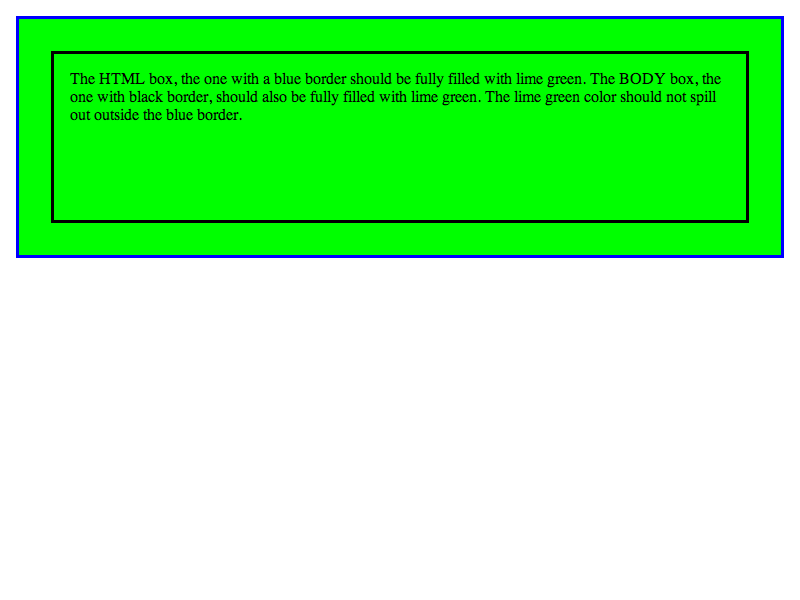 The HTML box, the one with a blue border should be fully filled with lime green. The BODY box, the
one with black border, should also be fully filled with lime green. The lime green color should not spill
out outside the blue border.